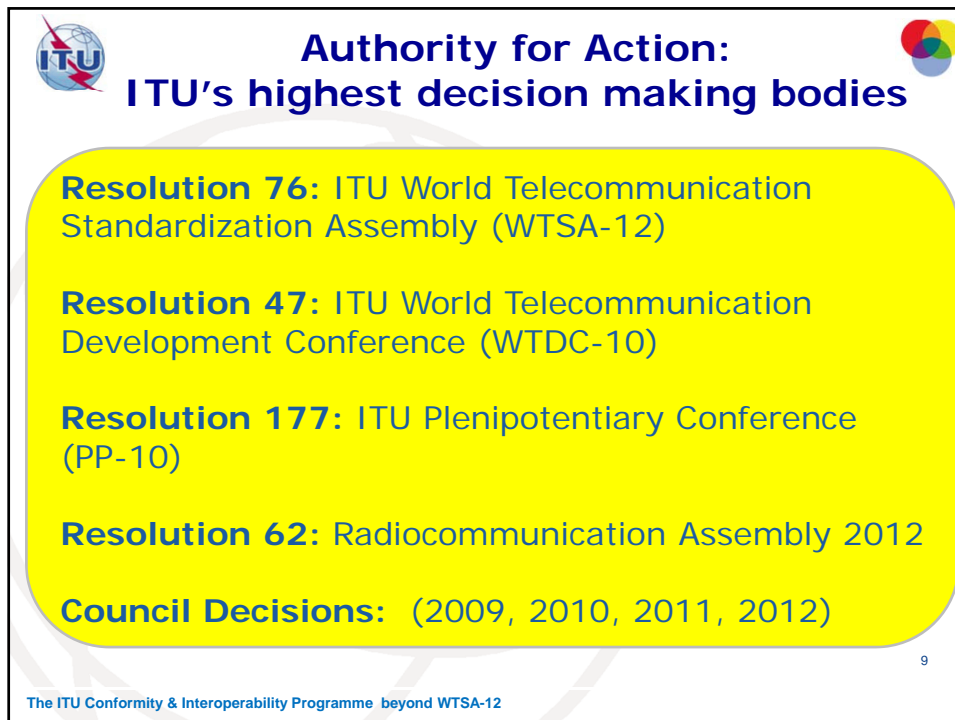 ITU
Authority for Action:
ITU's highest decision making bodies
Resolution 76: ITU World Telecommunication
Standardization Assembly (WTSA-12)
Resolution 47: ITU World Telecommunication
Development Conference (WTDC-10)
Resolution 177: ITU Plenipotentiary Conference
(PP-10)
Resolution 62: Radiocommunication Assembly 2012
Council Decisions: (2009, 2010, 2011, 2012)
9
The ITU Conformity & Interoperability Programme beyond WTSA-12